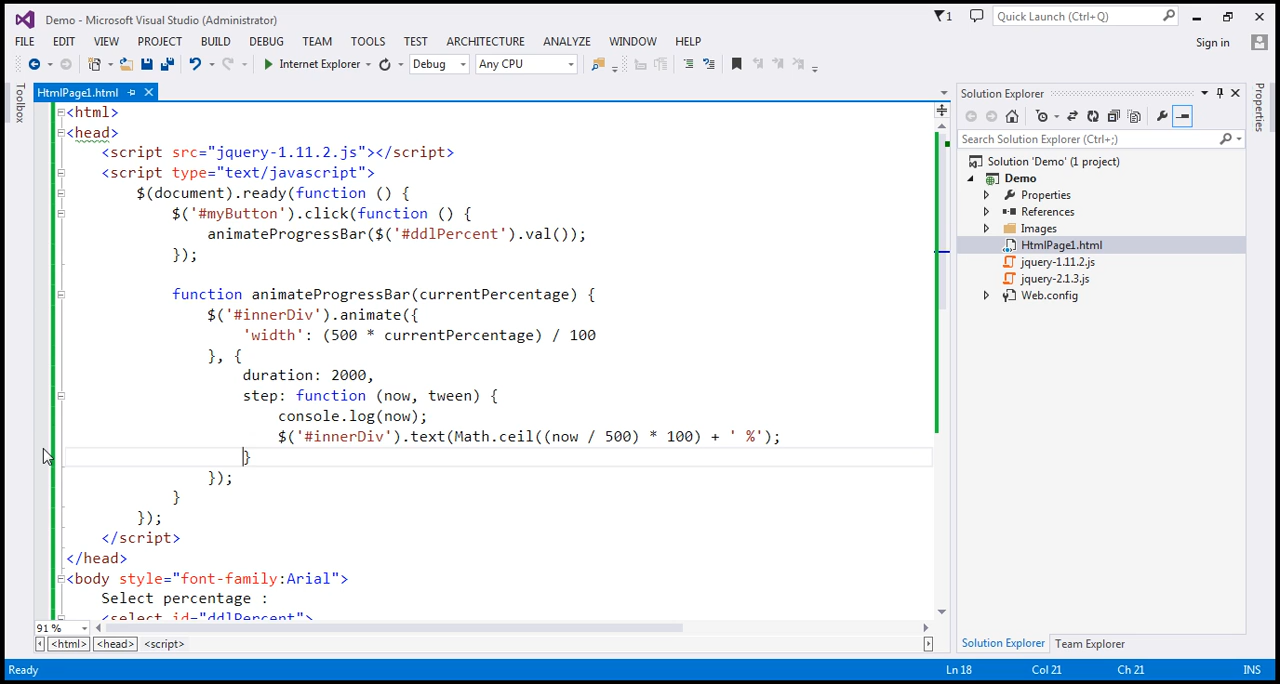 Demo - Microsoft Visual Studio (Administrator)
1
Quick Launch (Ctrl+Q)
FILE EDIT VIEW PROJECT BUILD DEBUG TEAM TOOLS TEST ARCHITECTURE ANALYZE WINDOW HELP
Sign in
Internet Explorer
Debug
Any CPU
Toolbox
HtmlPage1.html
<html>
<head>
<script src="jquery-1.11.2.js"></script>
<script type="text/javascript">
$(document).ready(function () {
$('#myButton').click(function () {
animateProgressBar($('#ddlPercent').val());
});
function animateProgressBar(currentPercentage) {
$('#innerDiv').animate({
'width': (500 * currentPercentage) / 100
}, {
duration: 2000,
step: function (now, tween) {
console.log(now);
$('#innerDiv').text(Math.ceil((now / 500) * 100) + ' %');
}
});
}
});
</script>
</head>
<body style="font-family:Arial">
Select percentage :
<select id="ddlPercent">
91 %
<html> <head> <script>
Solution Explorer
Search Solution Explorer (Ctrl+;)
Solution 'Demo' (1 project)
Demo
Properties
References
Images
HtmlPage1.html
jquery-1.11.2.js
jquery-2.1.3.js
Web.config
Solution Explorer Team Explorer
Properties
Ready
Ln 18 Col 21 Ch 21 INS